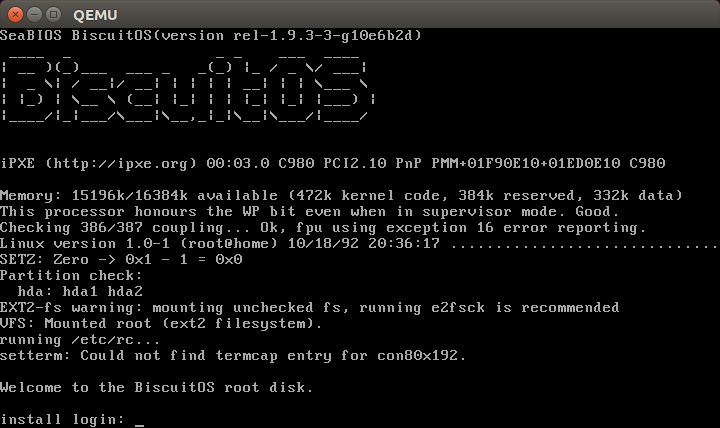 QEMU
SeaBIOS BiscuitOS(version rel-1.9.3-3-g10e6b2d)
BiscuitOS
iPXE (http://ipxe.org) 00:03.0 C980 PCI2.10 PnP PMM+01F90E10+01ED0E10 C980
Memory: 15196k/16384k available (472k kernel code, 384k reserved, 332k data)
This processor honours the WP bit even when in supervisor mode. Good.
Checking 386/387 coupling... Ok, fpu using exception 16 error reporting.
Linux version 1.0-1 (root@home) 10/18/92 20:36:17 ..............................
SETZ: Zero -> 0x1 - 1 = 0x0
Partition check:
  hda: hda1 hda2
EXT2-fs warning: mounting unchecked fs, running e2fsck is recommended
VFS: Mounted root (ext2 filesystem).
running /etc/rc...
setterm: Could not find termcap entry for con80x192.
Welcome to the BiscuitOS root disk.
install login: _